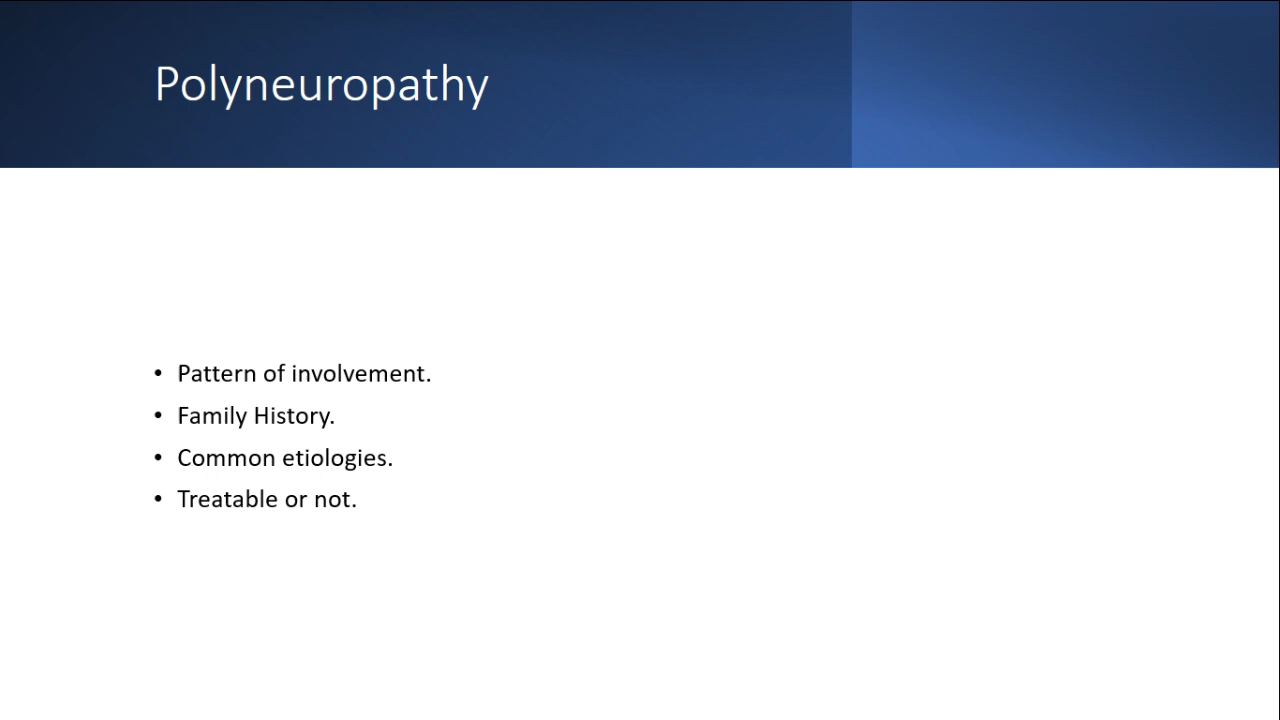 Polyneuropathy
• Pattern of involvement.
• Family History.
• Common etiologies.
• Treatable or not.